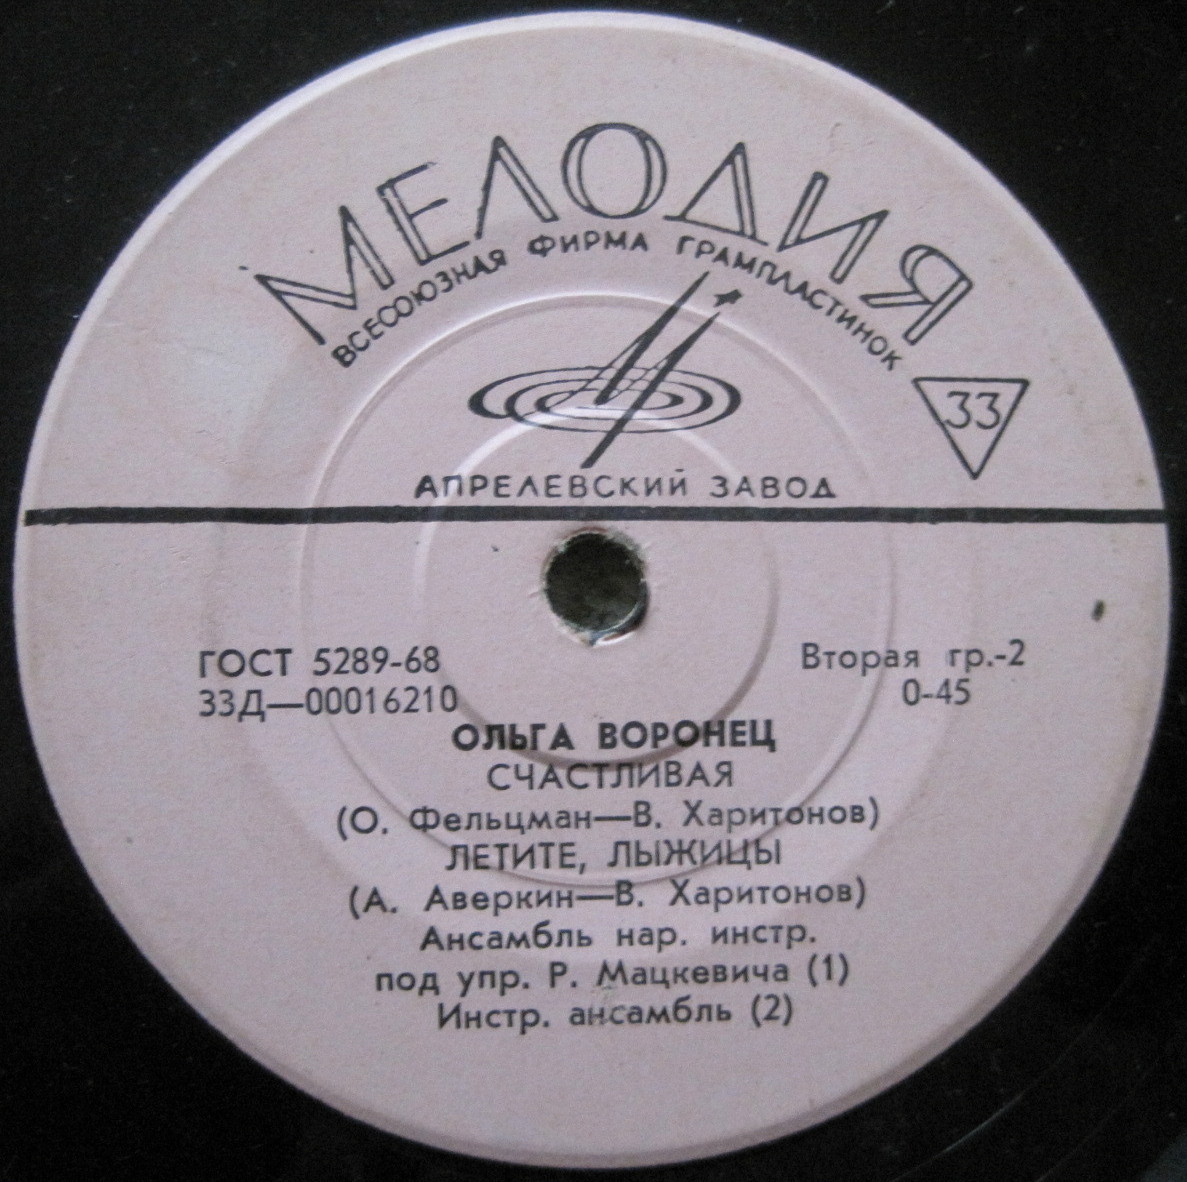 МЕЛОДИЯ
ВСЕСОЮЗНАЯ ФИРМА ГРАМПЛАСТИНОК
33
АПРЕЛЕВСКИЙ ЗАВОД
ГОСТ 5289-68
Вторая гр.-2
33Д—00016210
0-45
ОЛЬГА ВОРОНЕЦ
СЧАСТЛИВАЯ
(О. Фельцман—В. Харитонов)
ЛЕТИТЕ, ЛЫЖИЦЫ
(А. Аверкин—В. Харитонов)
Ансамбль нар. инстр.
под упр. Р. Мацкевича (1)
Инстр. ансамбль (2)